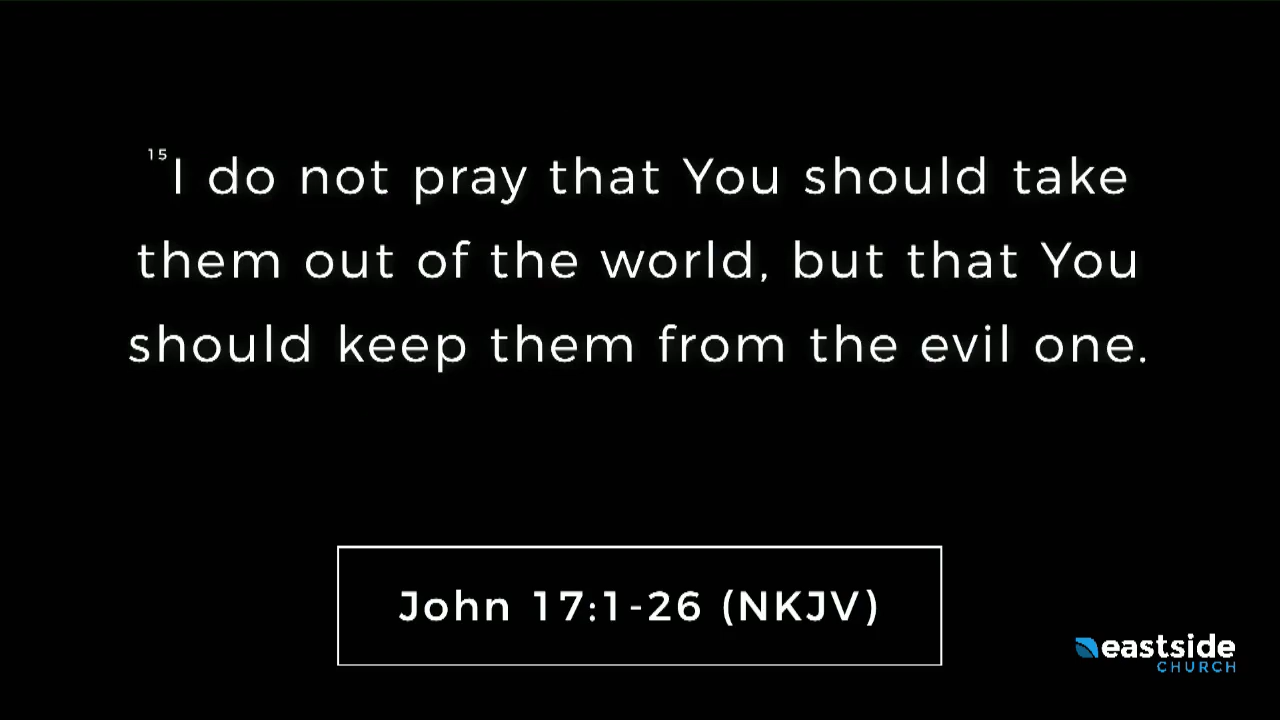 15 I do not pray that You should take
them out of the world, but that You
should keep them from the evil one.
John 17:1-26 (NKJV)
eastside
CHURCH